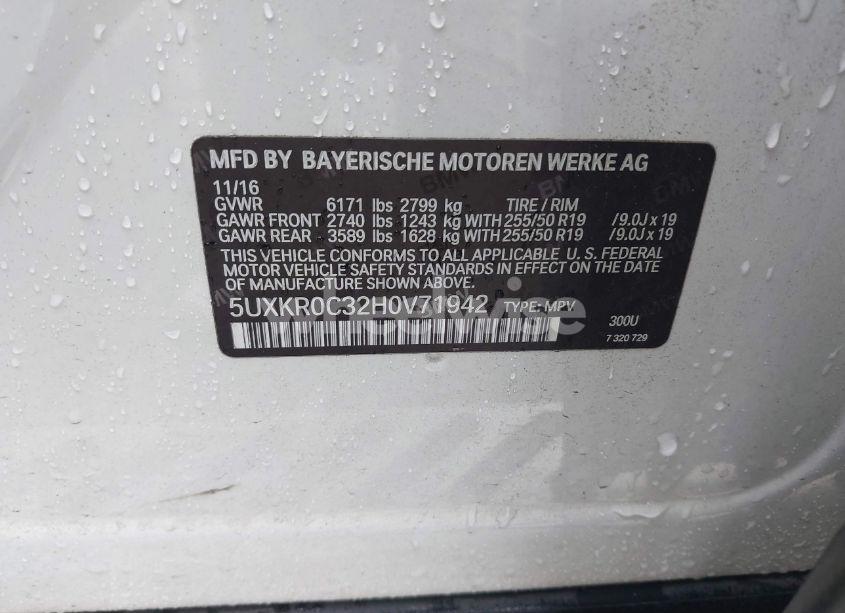 MFD BY BAYERISCHE MOTOREN WERKE AG
11/16
GVWR 6171 lbs 2799 kg TIRE / RIM
GAWR FRONT 2740 lbs 1243 kg WITH 255/50 R19 /9.0J x 19
GAWR REAR 3589 lbs 1628 kg WITH 255/50 R19 /9.0J x 19
THIS VEHICLE CONFORMS TO ALL APPLICABLE U. S. FEDERAL
MOTOR VEHICLE SAFETY STANDARDS IN EFFECT ON THE DATE
OF MANUFACTURE SHOWN ABOVE.
5UXKR0C32H0V71942 TYPE: MPV
300U
7 320 729